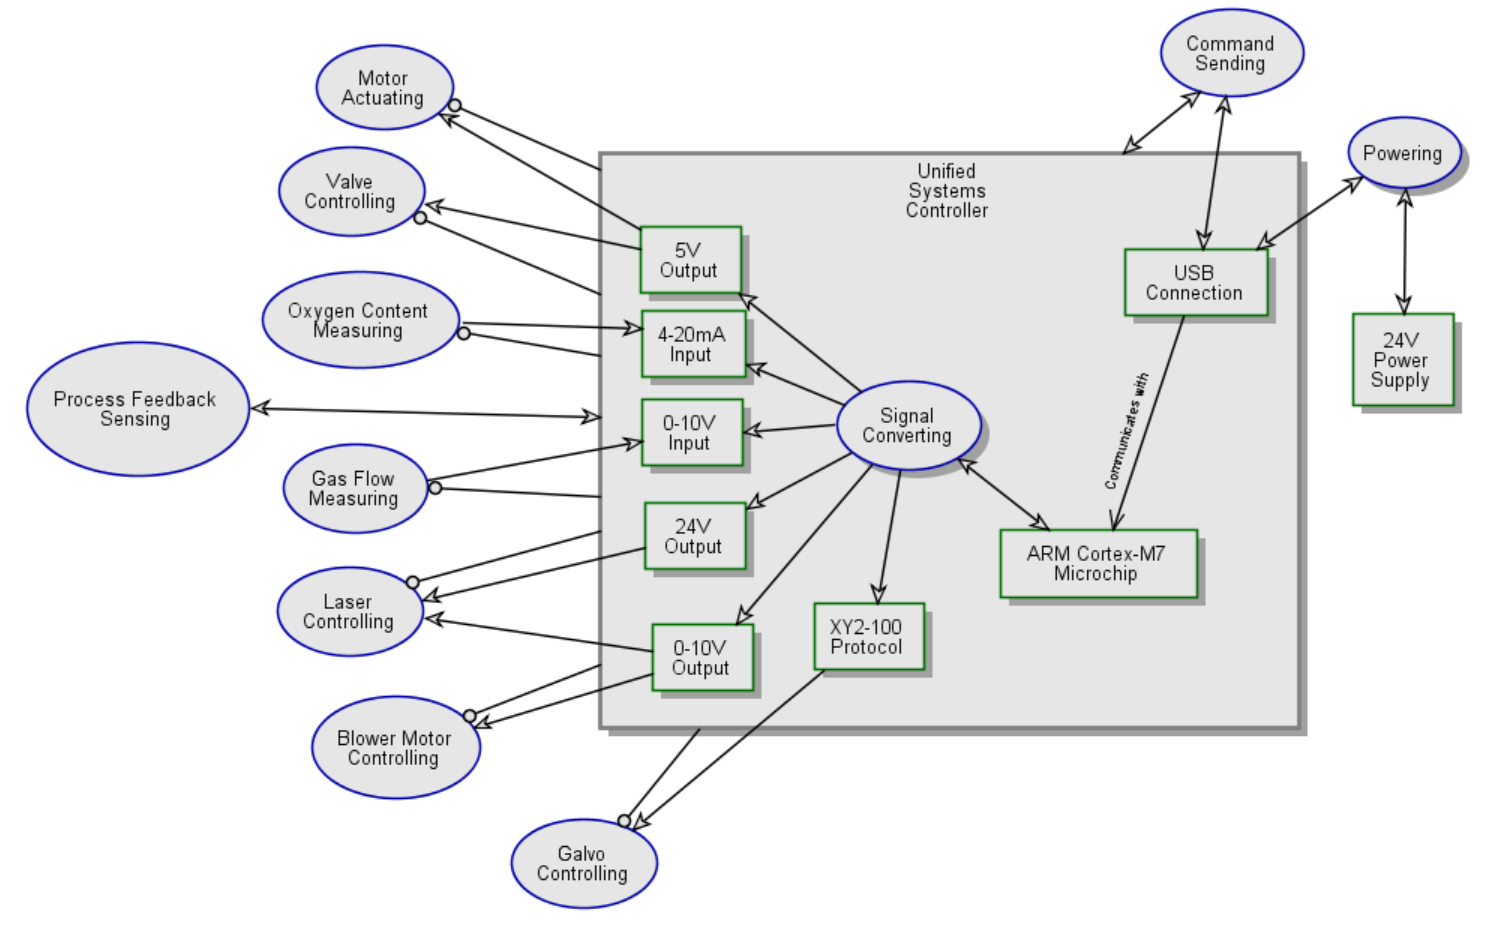 Command
Sending
Motor
Actuating
Powering
Valve
Controlling
Unified
Systems
Controller
5V
Output
USB
Connection
Oxygen Content
Measuring
4-20mA
Input
24V
Power
Supply
Process Feedback
Sensing
0-10V
Input
Signal
Converting
Communicates with
Gas Flow
Measuring
24V
Output
ARM Cortex-M7
Microchip
Laser
Controlling
0-10V
Output
XY2-100
Protocol
Blower Motor
Controlling
Galvo
Controlling